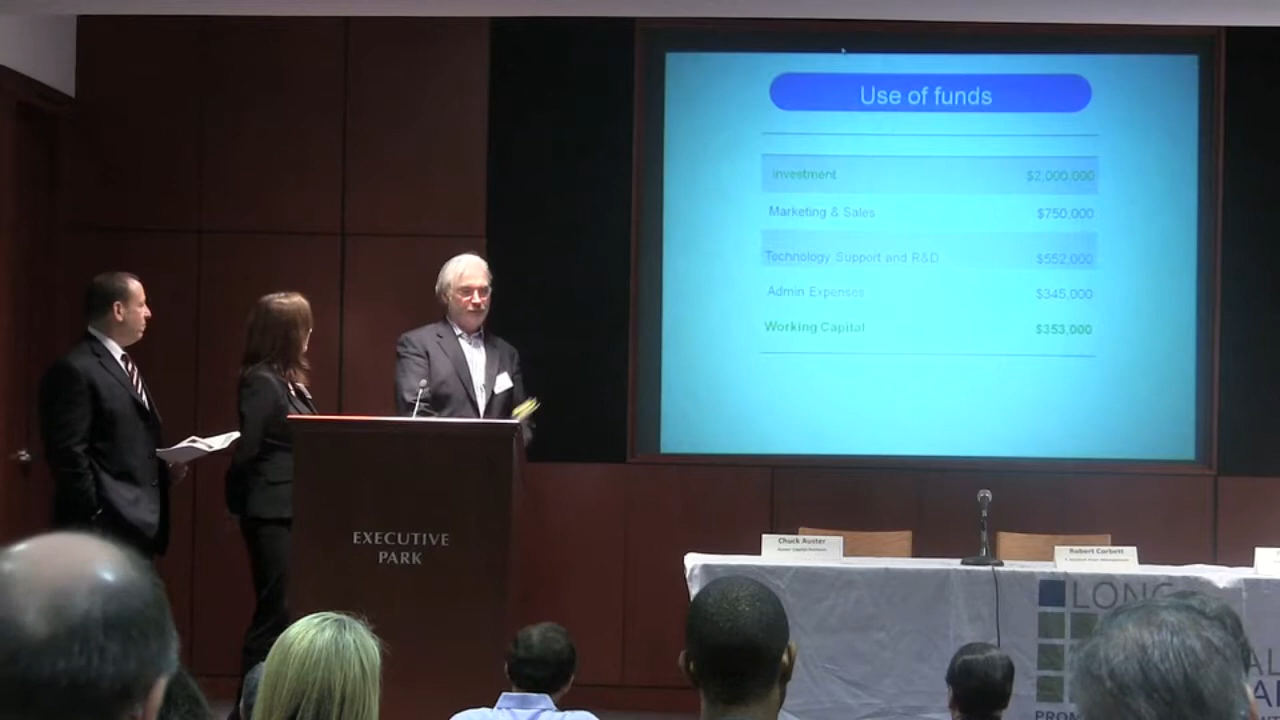 Use of funds
Investment $2,000,000
Marketing & Sales $750,000
Technology Support and R&D $552,000
Admin Expenses $345,000
Working Capital $353,000
EXECUTIVE
PARK
Chuck Auster
Robert Corbett
LONG